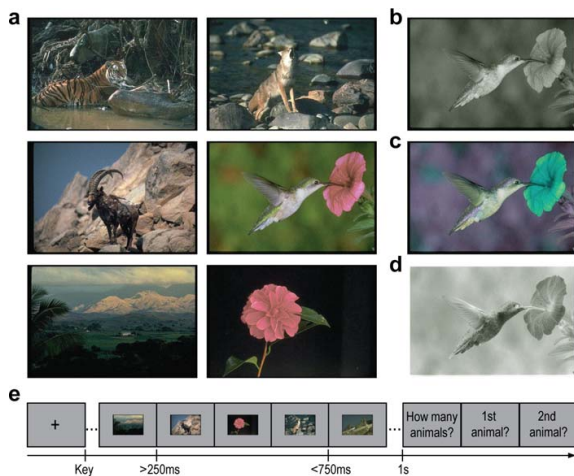 a
b
c
d
e
+
How many
animals?
1st
animal?
2nd
animal?
Key
>250ms
<750ms
1s